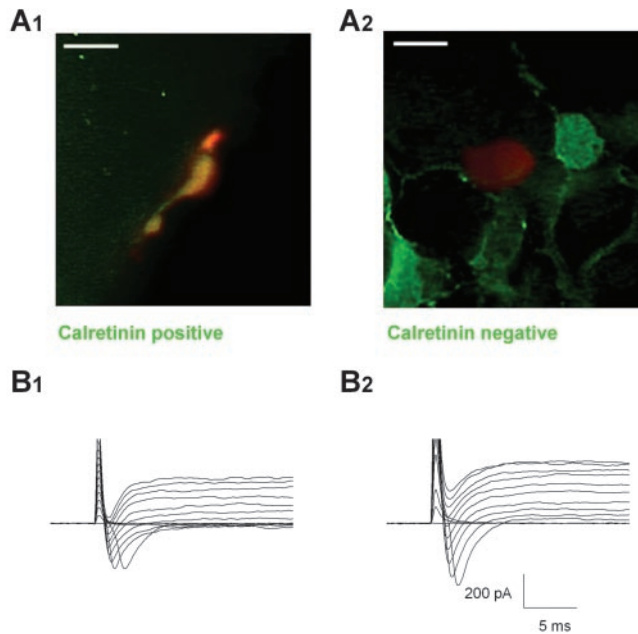 A1
A2
Calretinin positive
Calretinin negative
B1
B2
200 pA
5 ms